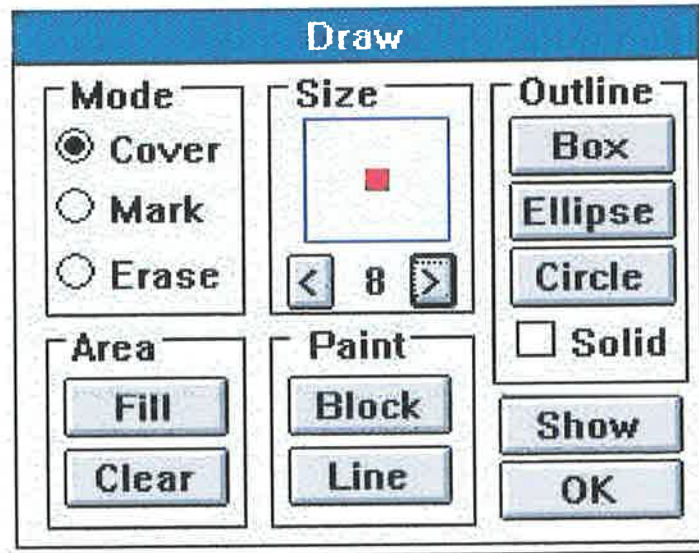 Draw
Mode
Cover
Mark
Erase
Size
< 8 >
Outline
Box
Ellipse
Circle
Solid
Area
Fill
Clear
Paint
Block
Line
Show
OK